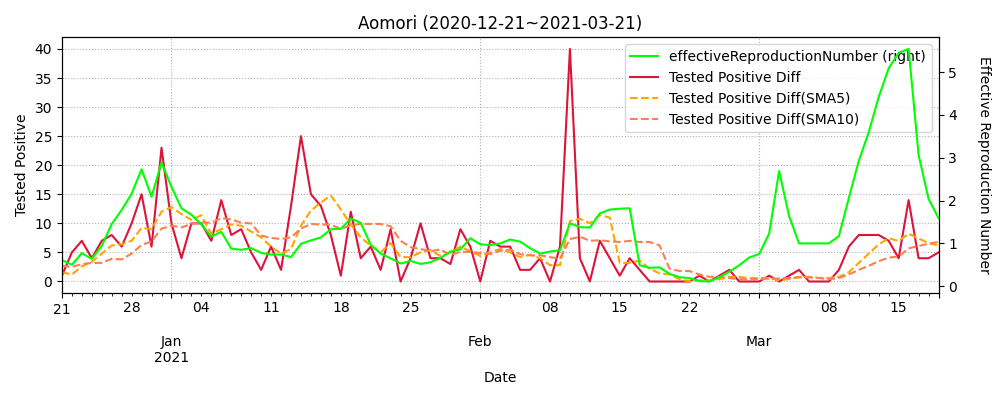 Aomori (2020-12-21~2021-03-21)
effectiveReproductionNumber (right)
Tested Positive Diff
Tested Positive Diff(SMA5)
Tested Positive Diff(SMA10)
Tested Positive
40
35
30
25
20
15
10
5
0
Effective Reproduction Number
5
4
3
2
1
0
21 28 04 11 18 25 08 15 22 08 15
Jan Feb Mar
2021
Date